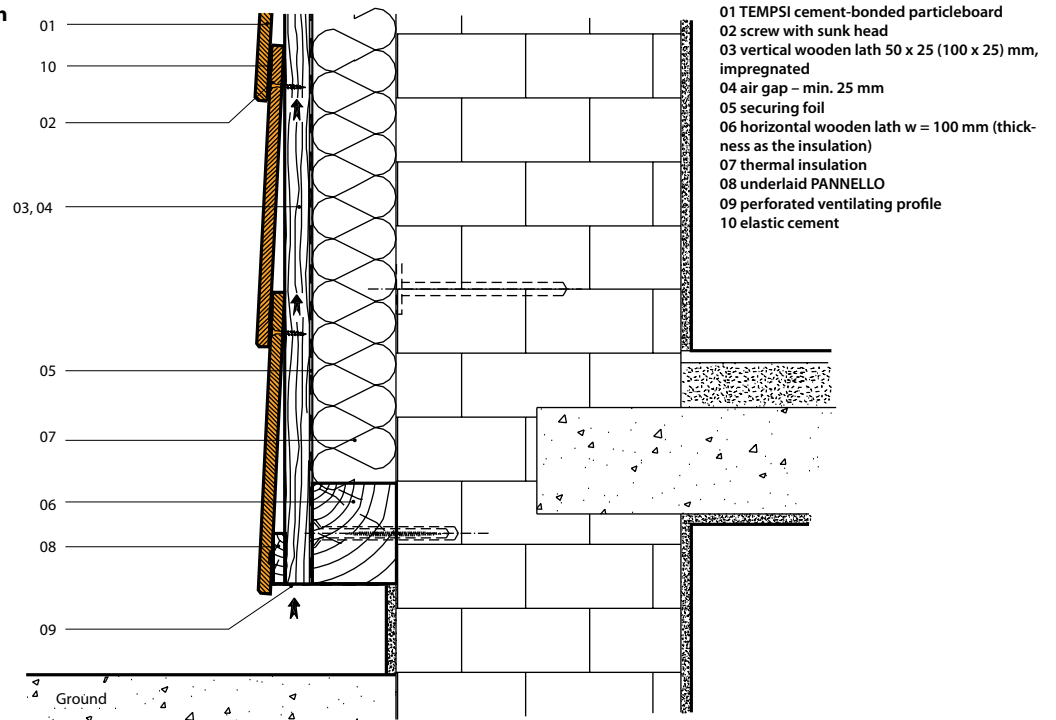 n
01
10
02
03, 04
05
07
06
08
09
Ground
01 TEMPSI cement-bonded particleboard
02 screw with sunk head
03 vertical wooden lath 50 x 25 (100 x 25) mm,
impregnated
04 air gap – min. 25 mm
05 securing foil
06 horizontal wooden lath w = 100 mm (thick-
ness as the insulation)
07 thermal insulation
08 underlaid PANNELLO
09 perforated ventilating profile
10 elastic cement